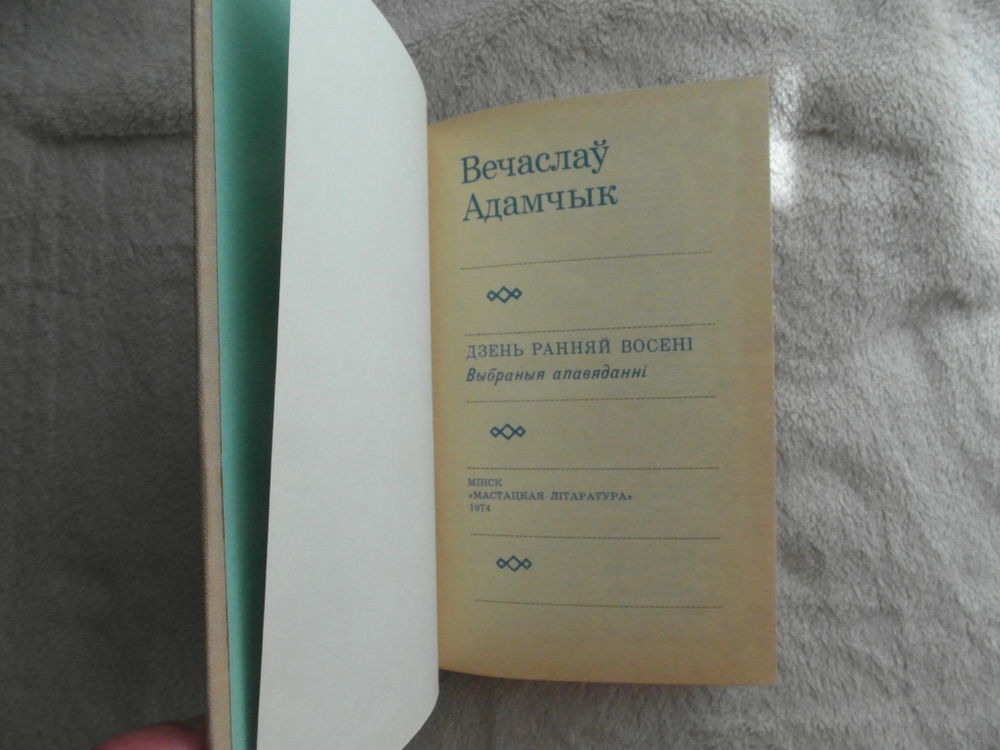 Вечаслаў
Адамчык
ДЗЕНЬ РАННЯЙ ВОСЕНІ
Выбраныя апавяданні
МІНСК
«МАСТАЦКАЯ ЛІТАРАТУРА»
1974